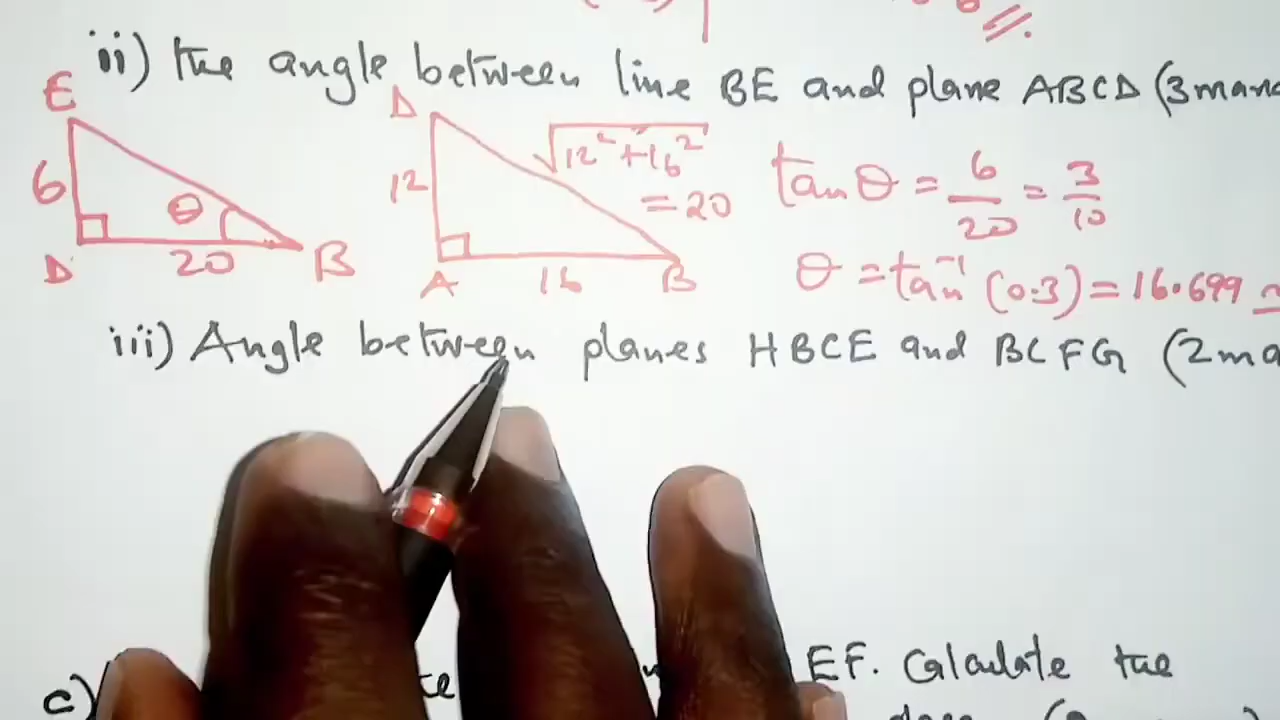 ii) The angle between line BE and plane ABCD (3
E
6
θ
D
20
B
D
12
√12²+16²
= 20
A
16
B
tan θ = 6/20 = 3/10
θ = tan⁻¹ (0.3) = 16.699
iii) Angle between planes HBCE and BCFG (2
c)
EF. Calculate the